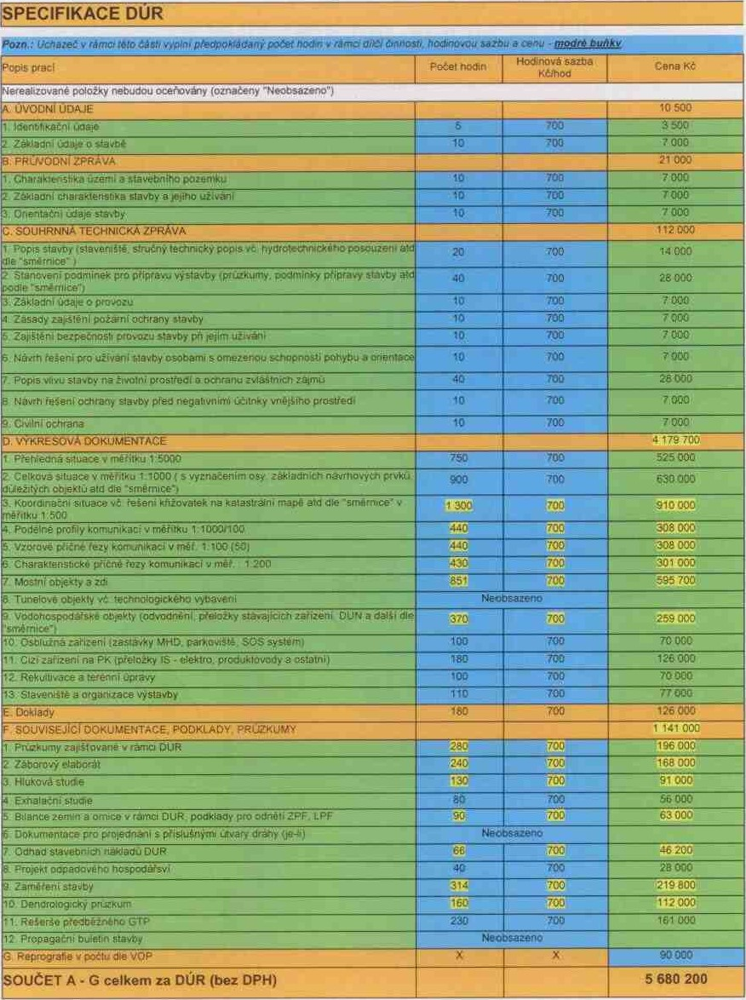 SPECIFIKACE DÚR
Pozn.: Uchazeč v rámci této části vyplní předpokládaný počet hodin v rámci dílčí činnosti, hodinovou sazbu a cenu - modré buňky.
Popis prací Počet hodin Hodinová sazba Kč/hod Cena Kč
Nerealizované položky nebudou oceňovány (označeny "Neobsazeno")
A. ÚVODNÍ ÚDAJE 10 500
1. Identifikační údaje 5 700 3 500
2. Základní údaje o stavbě 10 700 7 000
B. PRŮVODNÍ ZPRÁVA 21 000
1. Charakteristika území a stavebního pozemku 10 700 7 000
2. Základní charakteristika stavby a jejího užívání 10 700 7 000
3. Orientační údaje stavby 10 700 7 000
C. SOUHRNNÁ TECHNICKÁ ZPRÁVA 112 000
1. Popis stavby (staveniště, stručný technický popis vč. hydrotechnického posouzení atd
dle "směrnice" ) 20 700 14 000
2. Stanovení podmínek pro přípravu výstavby (průzkumy, podmínky přípravy stavby atd
podle "směrnice") 40 700 28 000
3. Základní údaje o provozu 10 700 7 000
4. Zásady zajištění požární ochrany stavby 10 700 7 000
5. Zajištění bezpečnosti provozu stavby při jejím užívání 10 700 7 000
6. Návrh řešení pro užívání stavby osobami s omezenou schopností pohybu a orientace 10 700 7 000
7. Popis vlivu stavby na životní prostředí a ochranu zvláštních zájmů 40 700 28 000
8. Návrh řešení ochrany stavby před negativními účitnky vnějšího prostředí 10 700 7 000
9. Civilní ochrana 10 700 7 000
D. VÝKRESOVÁ DOKUMENTACE 4 179 700
1. Přehledná situace v měřítku 1:5000 750 700 525 000
2. Celková situace v měřítku 1:1000 ( s vyznačením osy, základních návrhových prvků,
důležitých objektů atd dle "směrnice") 900 700 630 000
3. Koordinační situace vč. řešení křižovatek na katastrální mapě atd dle "směrnice" v
měřítku 1:500 1 300 700 910 000
4. Podélné profily komunikací v měřítku 1:1000/100 440 700 308 000
5. Vzorové příčné řezy komunikací v měř. 1:100 (50) 440 700 308 000
6. Charakteristické příčné řezy komunikací v měř. : 1:200 430 700 301 000
7. Mostní objekty a zdi 851 700 595 700
8. Tunelové objekty vč. technologického vybavení Neobsazeno
9. Vodohospodářské objekty (odvodnění, přeložky stávajících zařízení, DUN a další dle
"směrnice") 370 700 259 000
10. Obslužná zařízení (zastávky MHD, parkoviště, SOS systém) 100 700 70 000
11. Cizí zařízení na PK (přeložky IS - elektro, produktovody a ostatní) 180 700 126 000
12. Rekultivace a terénní úpravy 100 700 70 000
13. Staveniště a organizace výstavby 110 700 77 000
E. Doklady 180 700 126 000
F. SOUVISEJÍCÍ DOKUMENTACE, PODKLADY, PRŮZKUMY 1 141 000
1. Průzkumy zajišťované v rámci DUR 280 700 196 000
2. Záborový elaborát 240 700 168 000
3. Hluková studie 130 700 91 000
4. Exhalační studie 80 700 56 000
5. Bilance zemin a ornice v rámci DUR, podklady pro odnětí ZPF, LPF 90 700 63 000
6. Dokumentace pro projednání s příslušnými útvary dráhy (je-li) Neobsazeno
7. Odhad stavebních nákladů DUR 66 700 46 200
8. Projekt odpadového hospodářsví 40 700 28 000
9. Zaměření stavby 314 700 219 800
10. Dendrologický průzkum 160 700 112 000
11. Rešerše předběžného GTP 230 700 161 000
12. Propagační buletin stavby Neobsazeno
G. Reprografie v počtu dle VOP X X 90 000
SOUČET A - G celkem za DÚR (bez DPH) 5 680 200